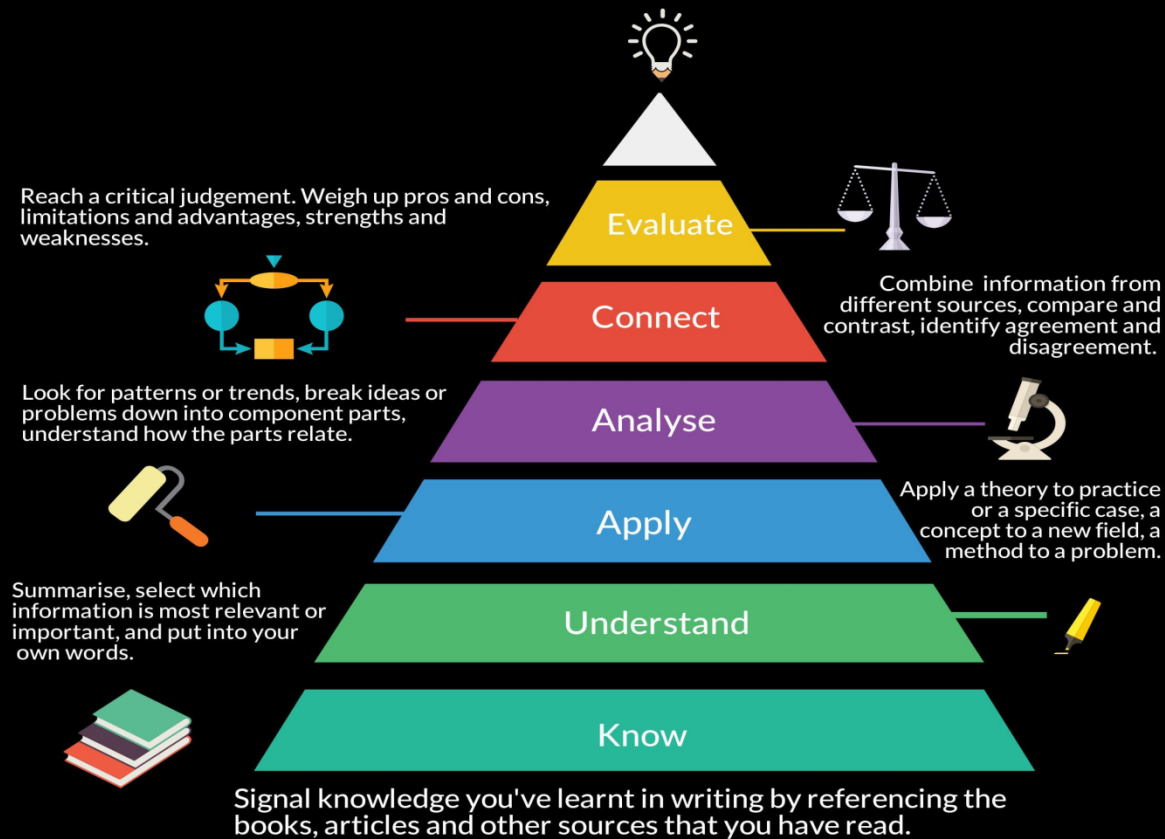 Evaluate
Reach a critical judgement. Weigh up pros and cons,
limitations and advantages, strengths and
weaknesses.
Connect
Combine  information from
different sources, compare and
contrast, identify agreement and
disagreement.
Analyse
Look for patterns or trends, break ideas or
problems down into component parts,
understand how the parts relate.
Apply
Apply a theory to practice
or a specific case, a
concept to a new field, a
method to a problem.
Understand
Summarise, select which
information is most relevant or
important, and put into your
own words.
Know
Signal knowledge you've learnt in writing by referencing the
books, articles and other sources that you have read.